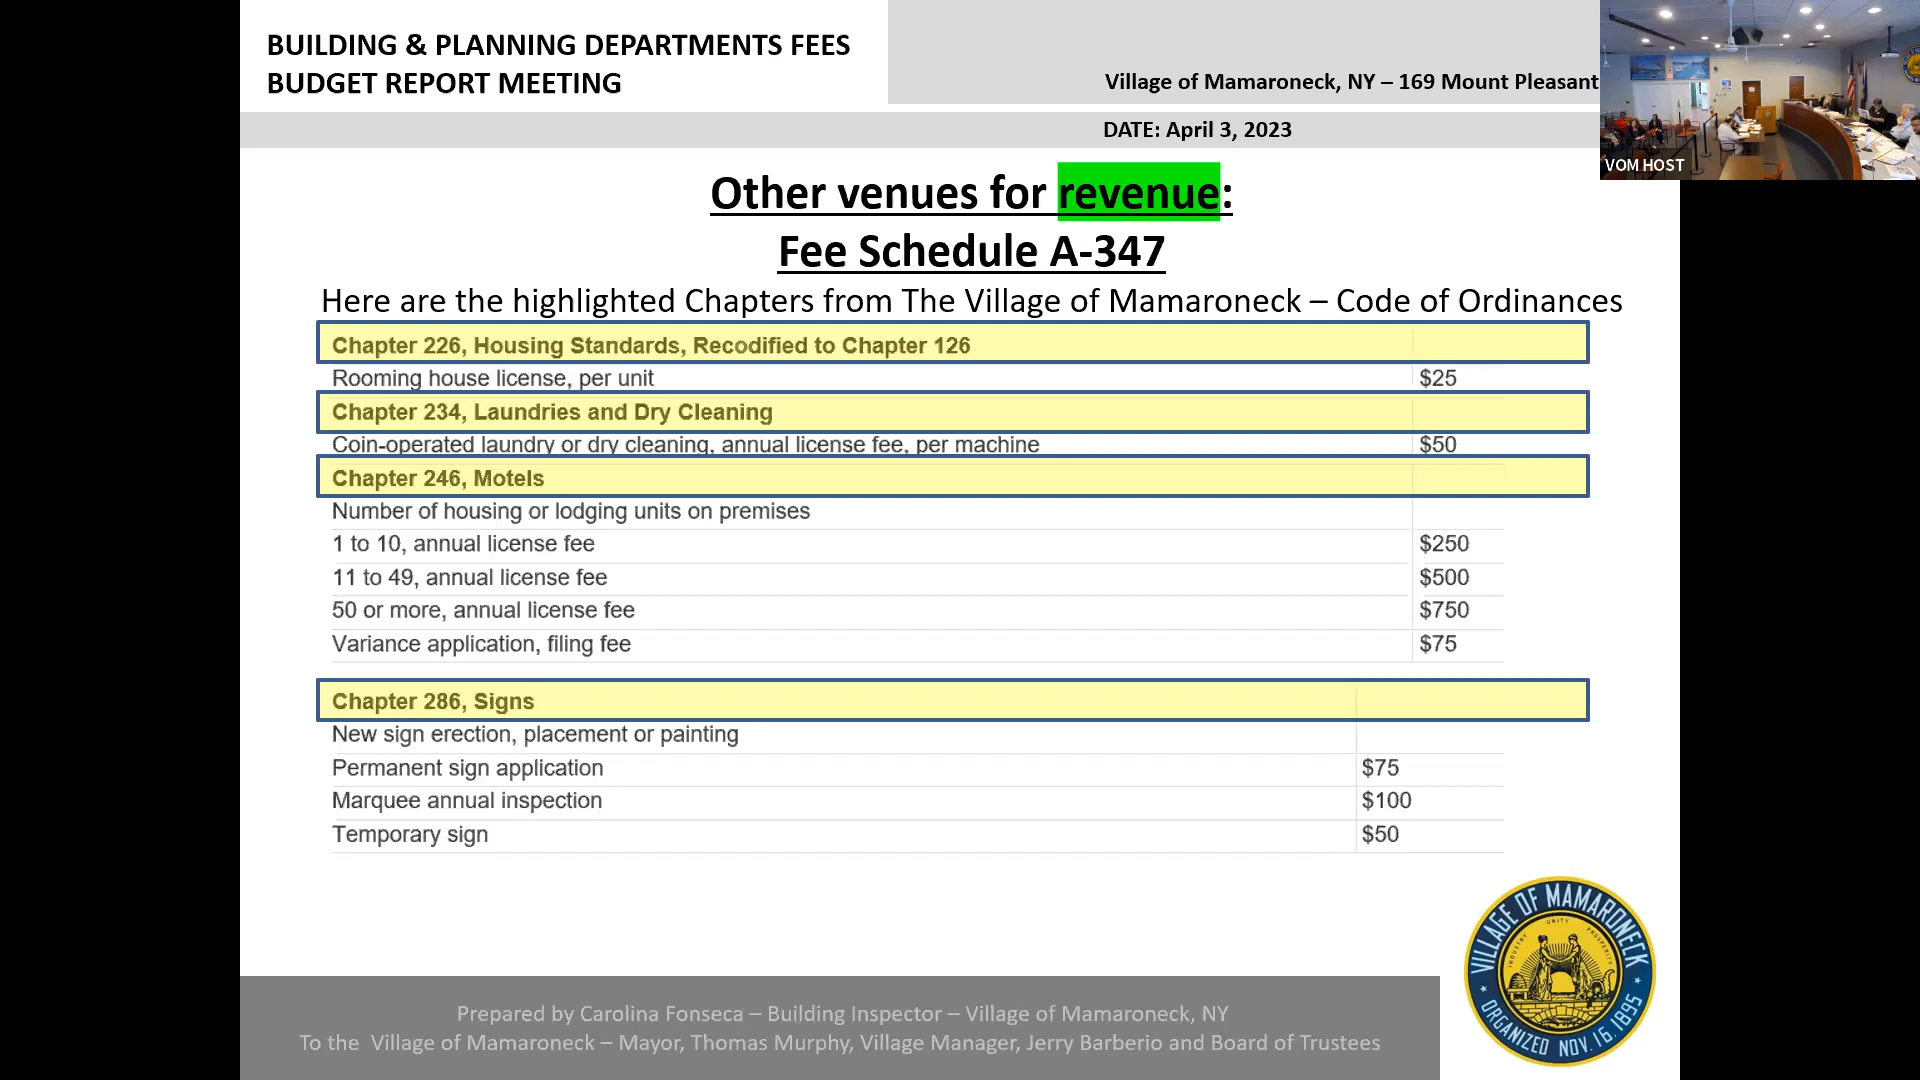 BUILDING & PLANNING DEPARTMENTS FEES
BUDGET REPORT MEETING
Village of Mamaroneck, NY – 169 Mount Pleasant
DATE: April 3, 2023
VOM HOST
Other venues for revenue:
Fee Schedule A-347
Here are the highlighted Chapters from The Village of Mamaroneck – Code of Ordinances
Chapter 226, Housing Standards, Recodified to Chapter 126
Rooming house license, per unit $25
Chapter 234, Laundries and Dry Cleaning
Coin-operated laundry or dry cleaning, annual license fee, per machine $50
Chapter 246, Motels
Number of housing or lodging units on premises
1 to 10, annual license fee $250
11 to 49, annual license fee $500
50 or more, annual license fee $750
Variance application, filing fee $75
Chapter 286, Signs
New sign erection, placement or painting
Permanent sign application $75
Marquee annual inspection $100
Temporary sign $50
VILLAGE OF MAMARONECK
INDUSTRY UNITY PROSPERITY
ORGANIZED NOV. 16. 1895
Prepared by Carolina Fonseca – Building Inspector – Village of Mamaroneck, NY
To the Village of Mamaroneck – Mayor, Thomas Murphy, Village Manager, Jerry Barberio and Board of Trustees